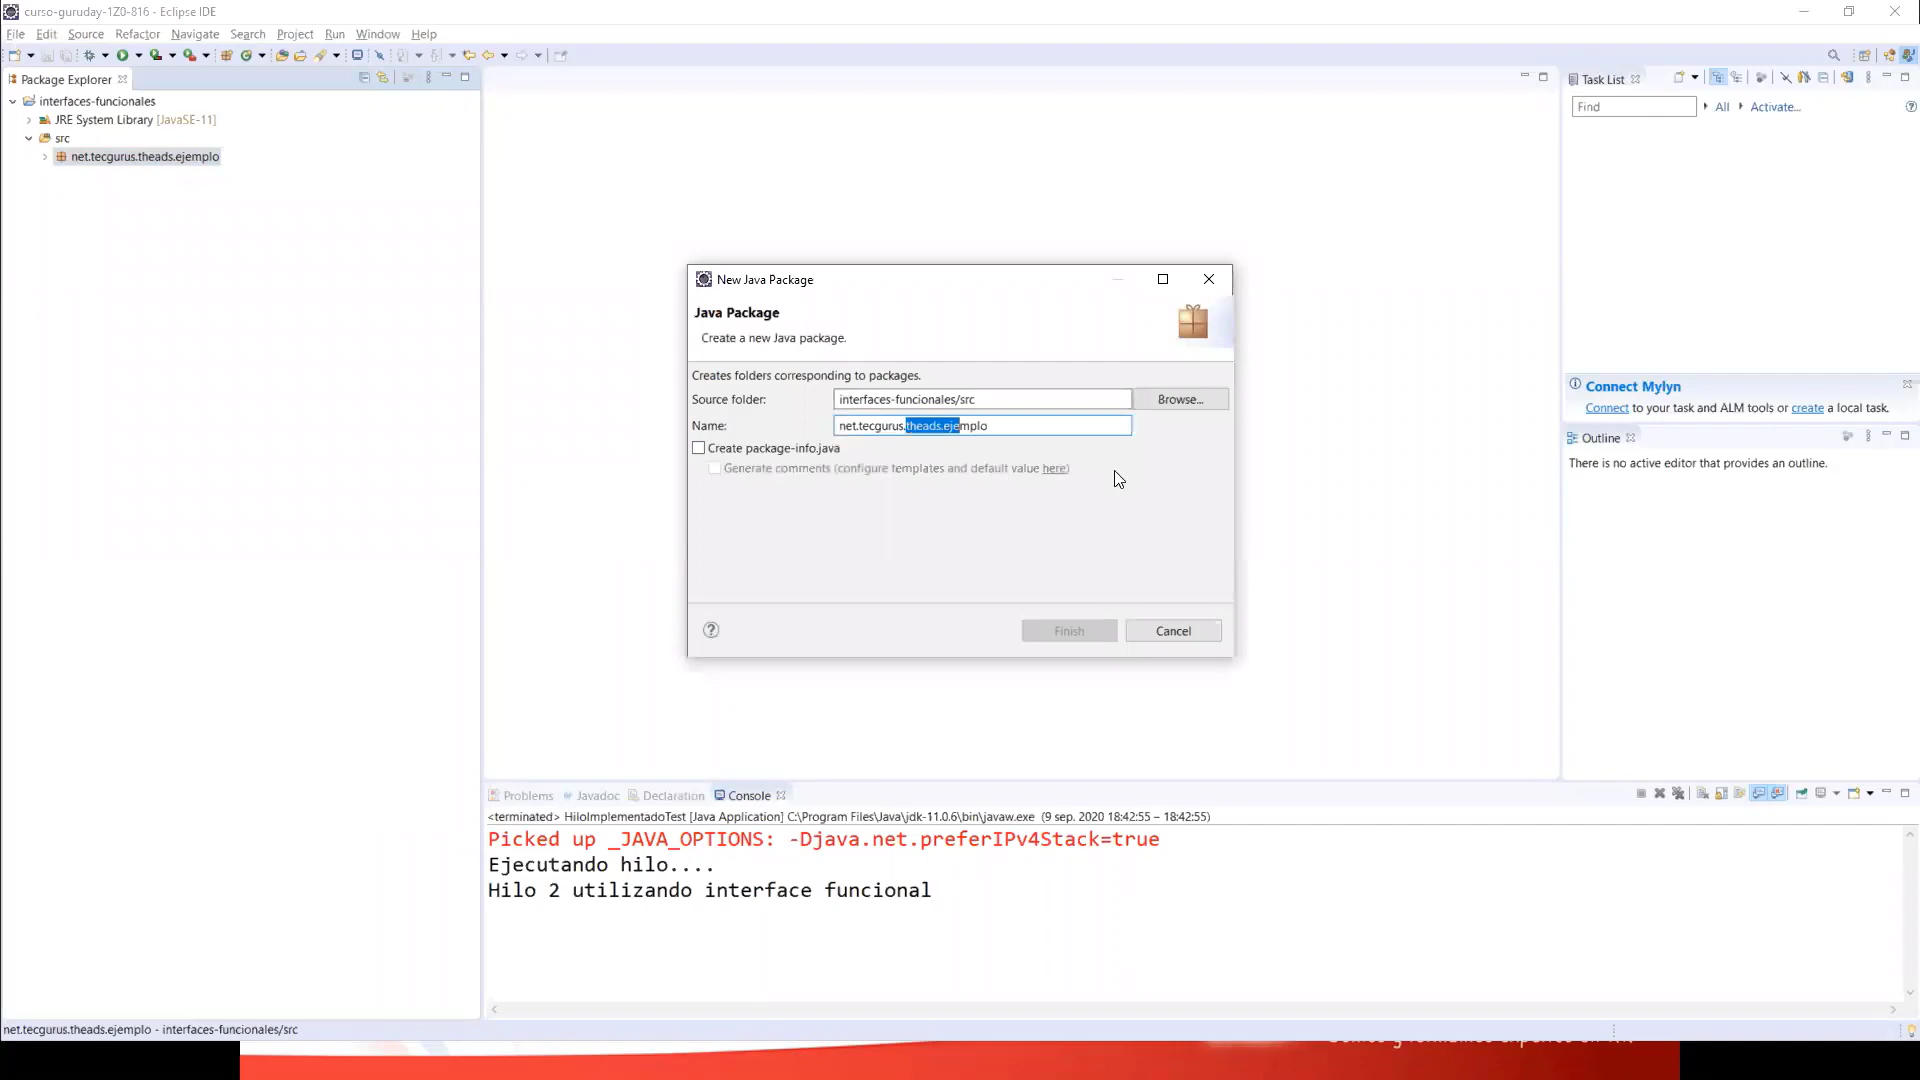 curso-guruday-1Z0-816 - Eclipse IDE
File Edit Source Refactor Navigate Search Project Run Window Help
Package Explorer
interfaces-funcionales
JRE System Library [JavaSE-11]
src
net.tecgurus.theads.ejemplo
New Java Package
Java Package
Create a new Java package.
Creates folders corresponding to packages.
Source folder: interfaces-funcionales/src Browse...
Name: net.tecgurus.theads.ejemplo
Create package-info.java
Generate comments (configure templates and default value here)
Finish Cancel
Task List
Find All Activate...
Connect Mylyn
Connect to your task and ALM tools or create a local task.
Outline
There is no active editor that provides an outline.
Problems Javadoc Declaration Console
<terminated> HiloImplementadoTest [Java Application] C:\Program Files\Java\jdk-11.0.6\bin\javaw.exe (9 sep. 2020 18:42:55 – 18:42:55)
Picked up _JAVA_OPTIONS: -Djava.net.preferIPv4Stack=true
Ejecutando hilo....
Hilo 2 utilizando interface funcional
net.tecgurus.theads.ejemplo - interfaces-funcionales/src